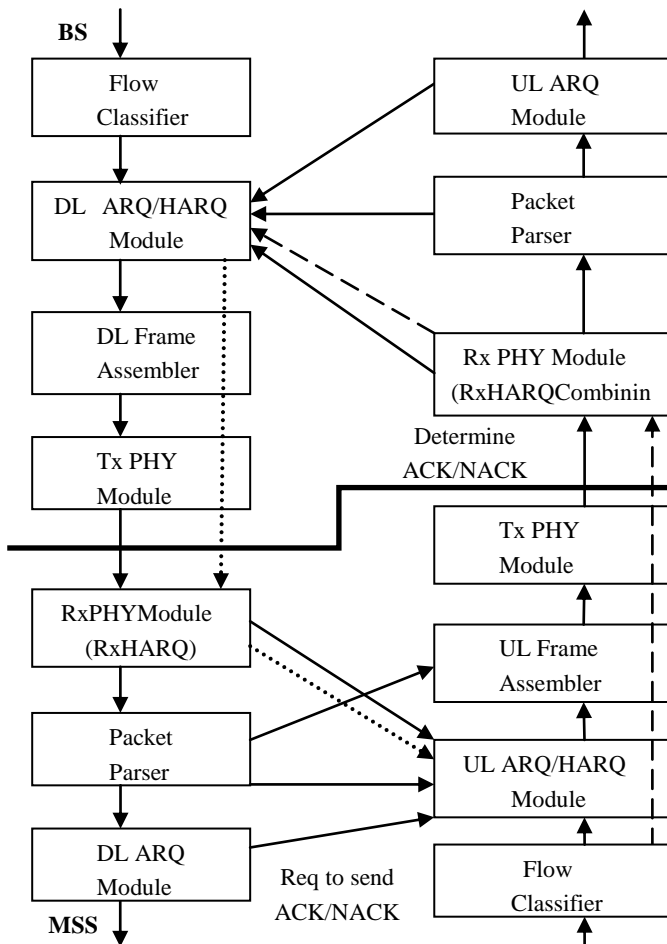 BS
Flow
Classifier
DL ARQ/HARQ
Module
DL Frame
Assembler
Tx PHY
Module
RxPHYModule
(RxHARQ)
Packet
Parser
DL ARQ
Module
MSS
UL ARQ
Module
Packet
Parser
Rx PHY Module
(RxHARQCombinin
Determine
ACK/NACK
Tx PHY
Module
UL Frame
Assembler
UL ARQ/HARQ
Module
Req to send
ACK/NACK
Flow
Classifier